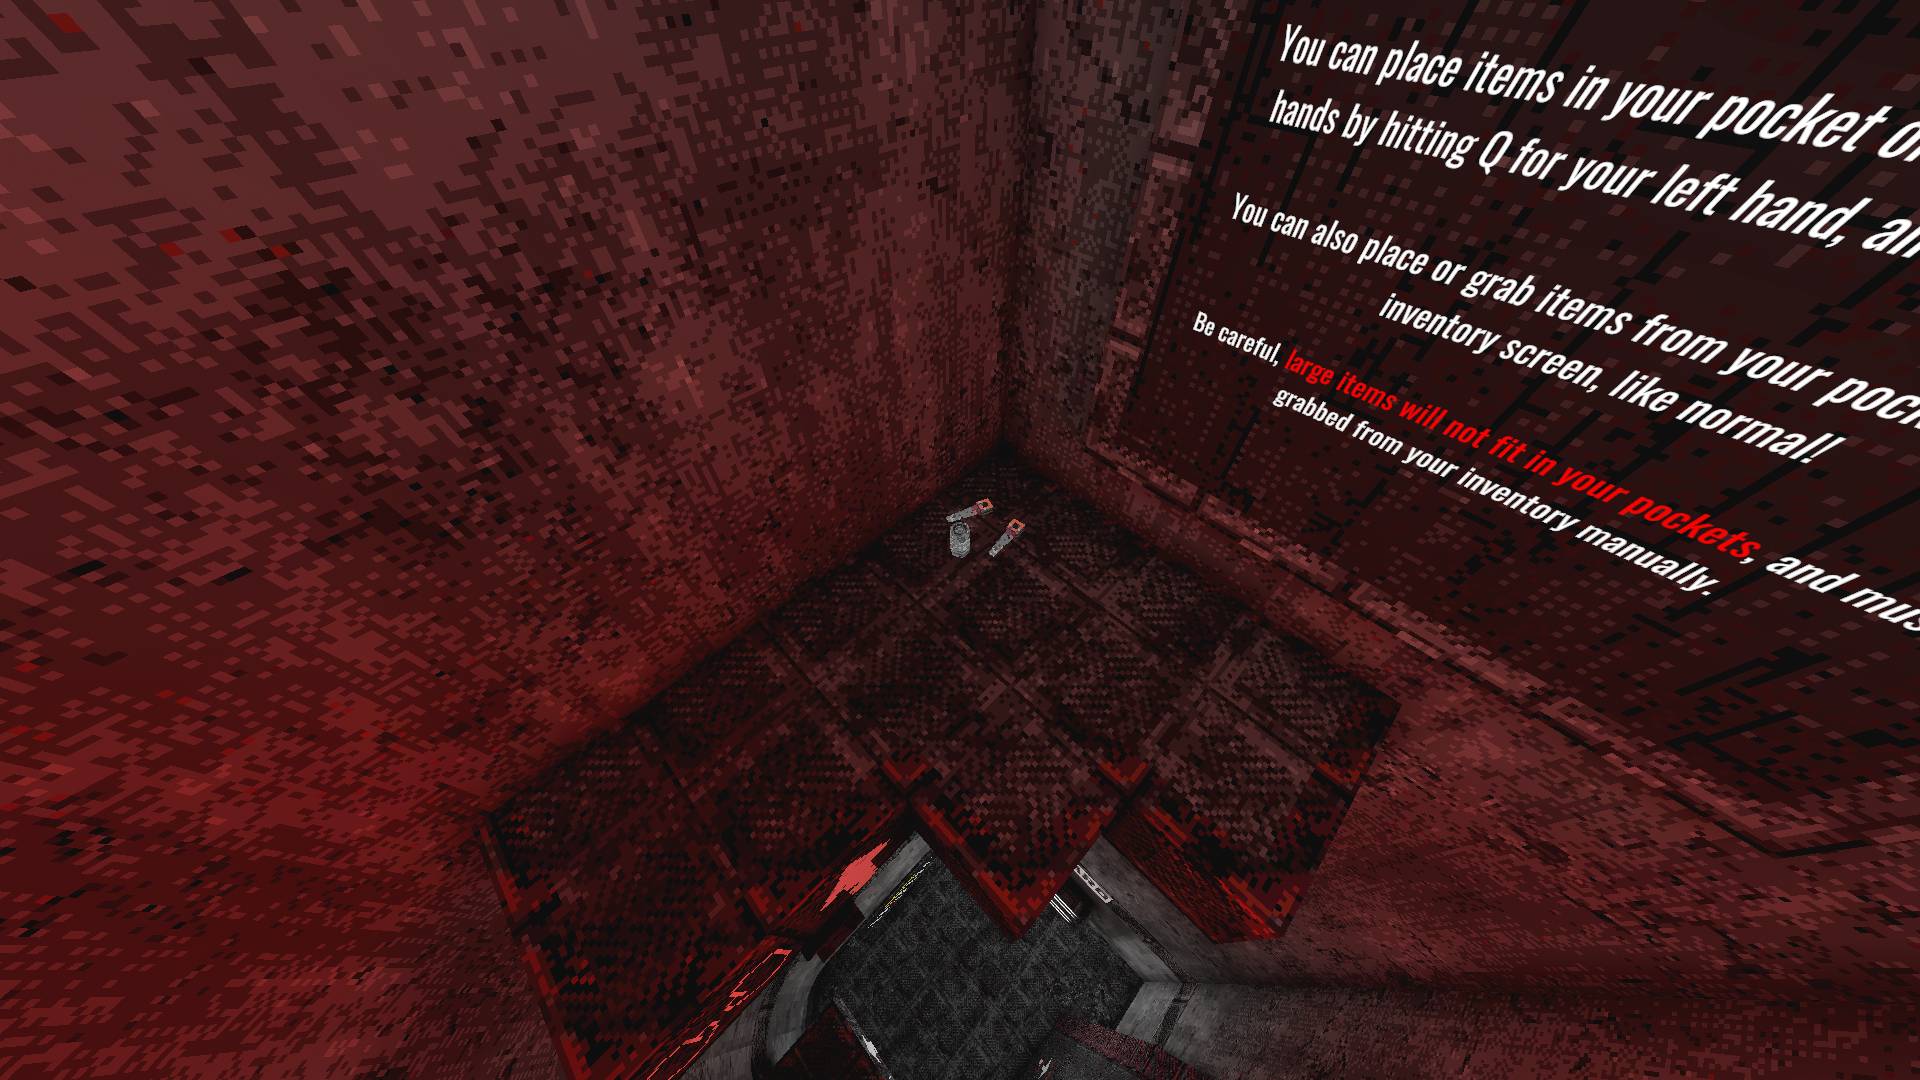 You can place items in your pocket or
hands by hitting Q for your left hand,
You can also place or grab items from your
inventory screen, like normal!!
Be careful, large items will not fit in your pockets, and
grabbed from your inventory manually.